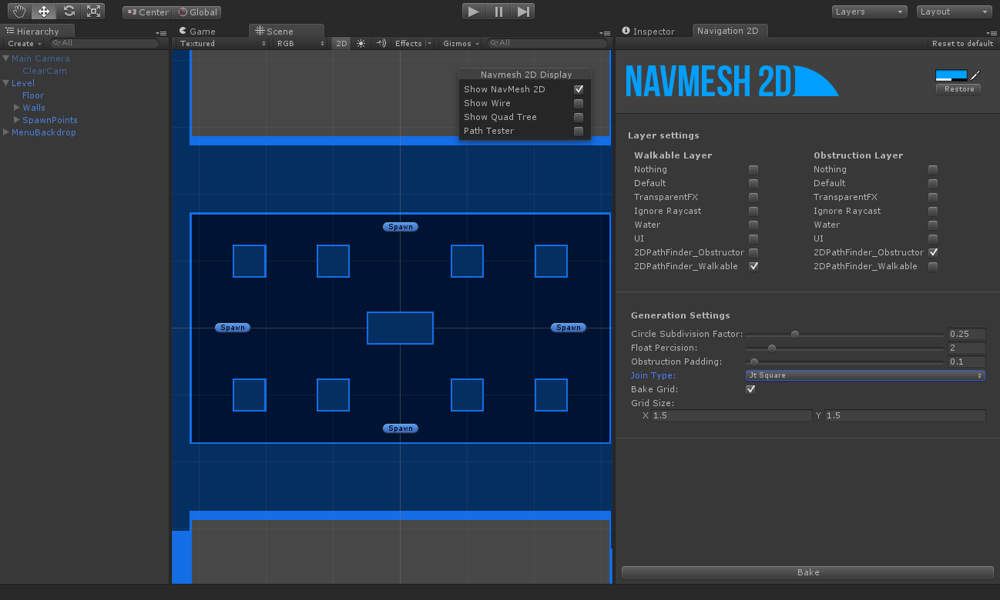 Center Global
Layers Layout
Hierarchy
Create All
Main Camera
ClearCam
Level
Floor
Walls
SpawnPoints
MenuBackdrop
Game Scene
Textured RGB 2D Effects Gizmos All
Navmesh 2D Display
Show NavMesh 2D
Show Wire
Show Quad Tree
Path Tester
Spawn
Spawn
Spawn
Spawn
Inspector Navigation 2D
Reset to default
NAVMESH 2D
Restore
Layer settings
Walkable Layer Obstruction Layer
Nothing Nothing
Default Default
TransparentFX TransparentFX
Ignore Raycast Ignore Raycast
Water Water
UI UI
2DPathFinder_Obstructor 2DPathFinder_Obstructor
2DPathFinder_Walkable 2DPathFinder_Walkable
Generation Settings
Circle Subdivision Factor: 0.25
Float Percision: 2
Obstruction Padding: 0.1
Join Type: Jt Square
Bake Grid:
Grid Size:
X 1.5 Y 1.5
Bake